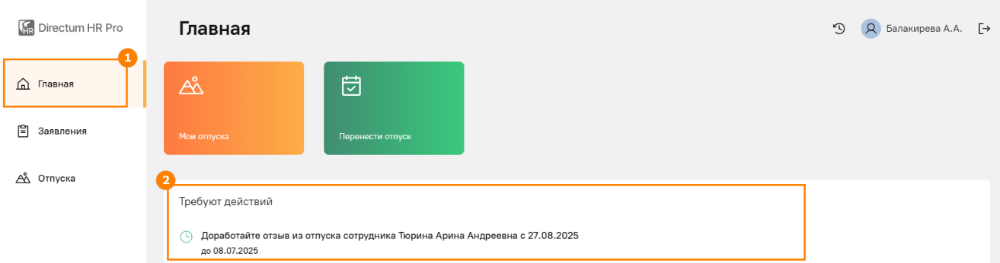 HR Directum HR Pro
Главная
Балакирева А.А.
1
Главная
Заявления
Отпуска
Мои отпуска
Перенести отпуск
2
Требуют действий
Доработайте отзыв из отпуска сотрудника Тюрина Арина Андреевна с 27.08.2025
до 08.07.2025